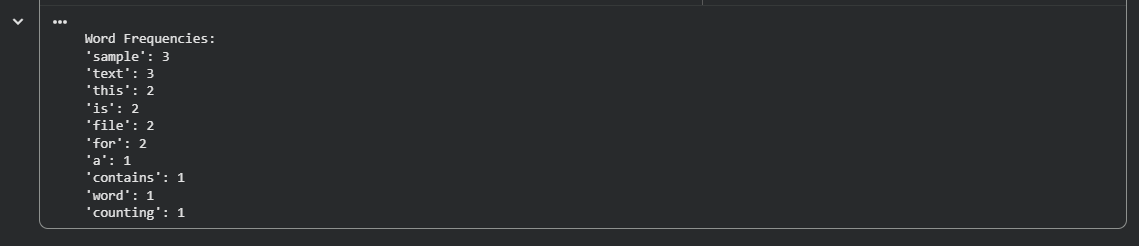 Word Frequencies:
'sample': 3
'text': 3
'this': 2
'is': 2
'file': 2
'for': 2
'a': 1
'contains': 1
'word': 1
'counting': 1